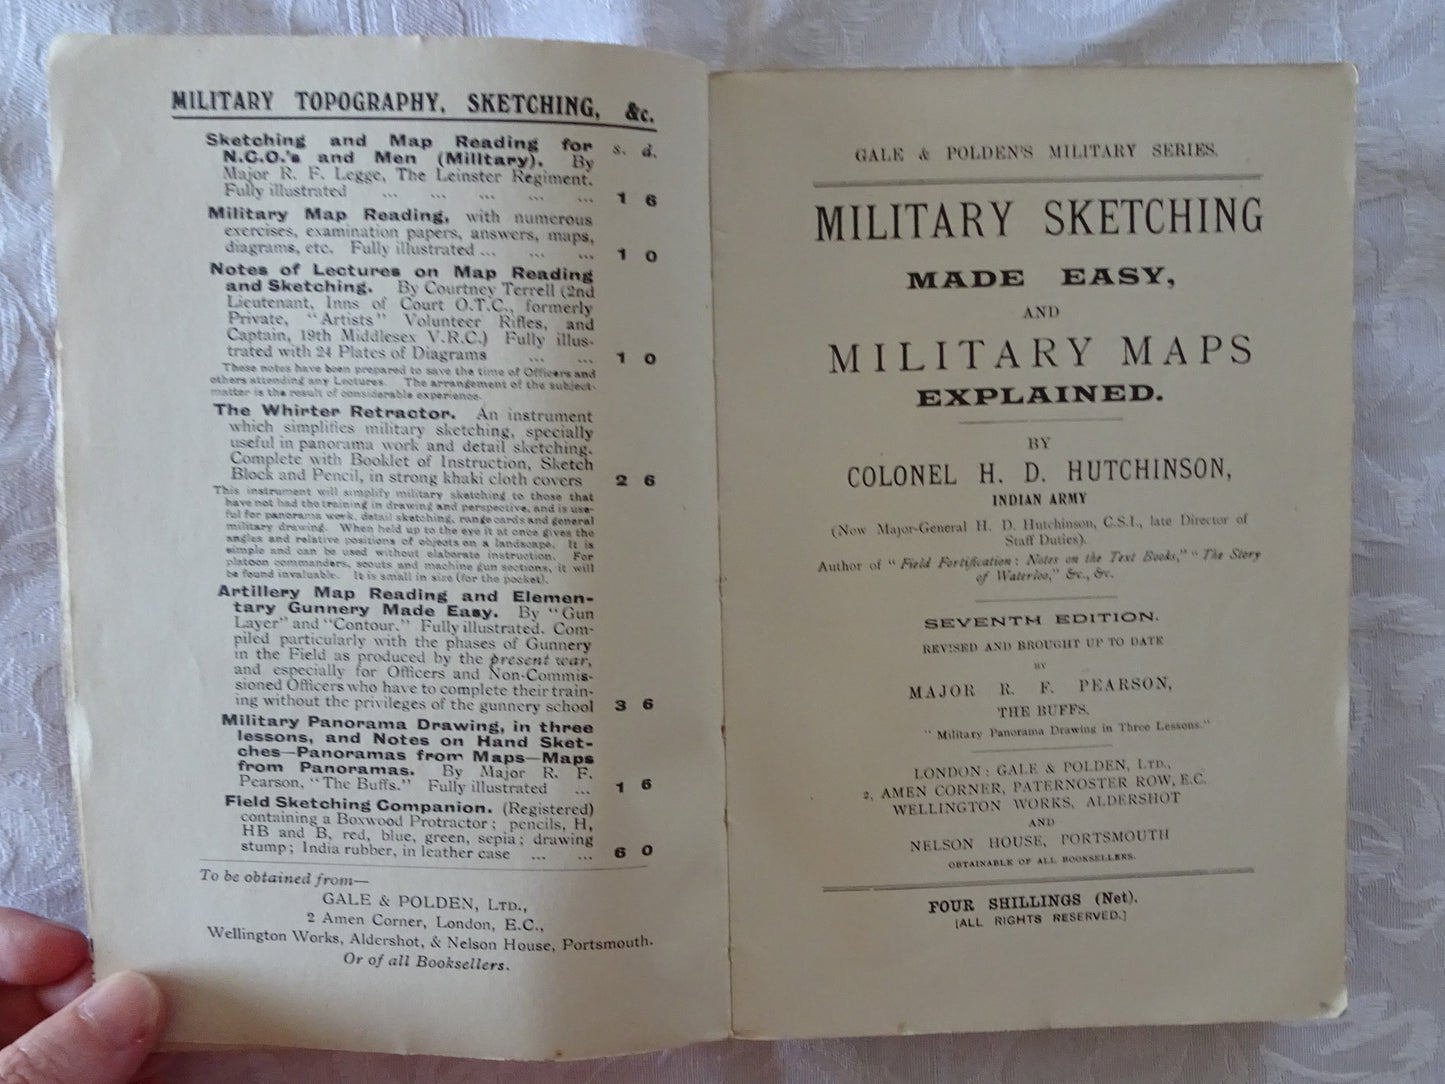 MILITARY TOPOGRAPHY, SKETCHING, &c.
s. d.
Sketching and Map Reading for
N.C.O.'s and Men (Military). By
Major R. F. Legge, The Leinster Regiment.
Fully illustrated ... ... ... ... ... 1 6
Military Map Reading, with numerous
exercises, examination papers, answers, maps,
diagrams, etc. Fully illustrated ... ... ... 1 0
Notes of Lectures on Map Reading
and Sketching. By Courtney Terrell (2nd
Lieutenant, Inns of Court O.T.C., formerly
Private, "Artists" Volunteer Rifles, and
Captain, 19th Middlesex V.R.C.) Fully illus-
trated with 24 Plates of Diagrams ... ... 1 0
These notes have been prepared to save the time of Officers and
others attending any Lectures. The arrangement of the subject-
matter is the result of considerable experience.
The Whirter Retractor. An instrument
which simplifies military sketching, specially
useful in panorama work and detail sketching.
Complete with Booklet of Instruction, Sketch
Block and Pencil, in strong khaki cloth covers 2 6
This instrument will simplify military sketching to those that
have not had the training in drawing and perspective, and is use-
ful for panorama work, detail sketching, range cards and general
military drawing. When held up to the eye it at once gives the
angles and relative positions of objects on a landscape. It is
simple and can be used without elaborate instruction. For
platoon commanders, scouts and machine gun sections, it will
be found invaluable. It is small in size (for the pocket).
Artillery Map Reading and Elemen-
tary Gunnery Made Easy. By "Gun
Layer" and "Contour." Fully illustrated. Com-
piled particularly with the phases of Gunnery
in the Field as produced by the present war,
and especially for Officers and Non-Commis-
sioned Officers who have to complete their train-
ing without the privileges of the gunnery school 3 6
Military Panorama Drawing, in three
lessons, and Notes on Hand Sket-
ches—Panoramas from Maps—Maps
from Panoramas. By Major R. F.
Pearson, "The Buffs." Fully illustrated ... 1 6
Field Sketching Companion. (Registered)
containing a Boxwood Protractor; pencils, H,
HB and B, red, blue, green, sepia; drawing
stump; India rubber, in leather case ... ... 6 0
To be obtained from—
GALE & POLDEN, LTD.,
2 Amen Corner, London, E.C.,
Wellington Works, Aldershot, & Nelson House, Portsmouth.
Or of all Booksellers.
GALE & POLDEN'S MILITARY SERIES.
MILITARY SKETCHING
MADE EASY,
AND
MILITARY MAPS
EXPLAINED.
BY
COLONEL H. D. HUTCHINSON,
INDIAN ARMY
(Now Major-General H. D. Hutchinson, C.S.I., late Director of
Staff Duties).
Author of "Field Fortification: Notes on the Text Books," "The Story
of Waterloo," &c., &c.
SEVENTH EDITION.
REVISED AND BROUGHT UP TO DATE
BY
MAJOR R. F. PEARSON,
THE BUFFS.
"Military Panorama Drawing in Three Lessons."
LONDON: GALE & POLDEN, LTD.,
2, AMEN CORNER, PATERNOSTER ROW, E.C.
WELLINGTON WORKS, ALDERSHOT
AND
NELSON HOUSE, PORTSMOUTH
OBTAINABLE OF ALL BOOKSELLERS.
FOUR SHILLINGS (Net).
[ALL RIGHTS RESERVED.]